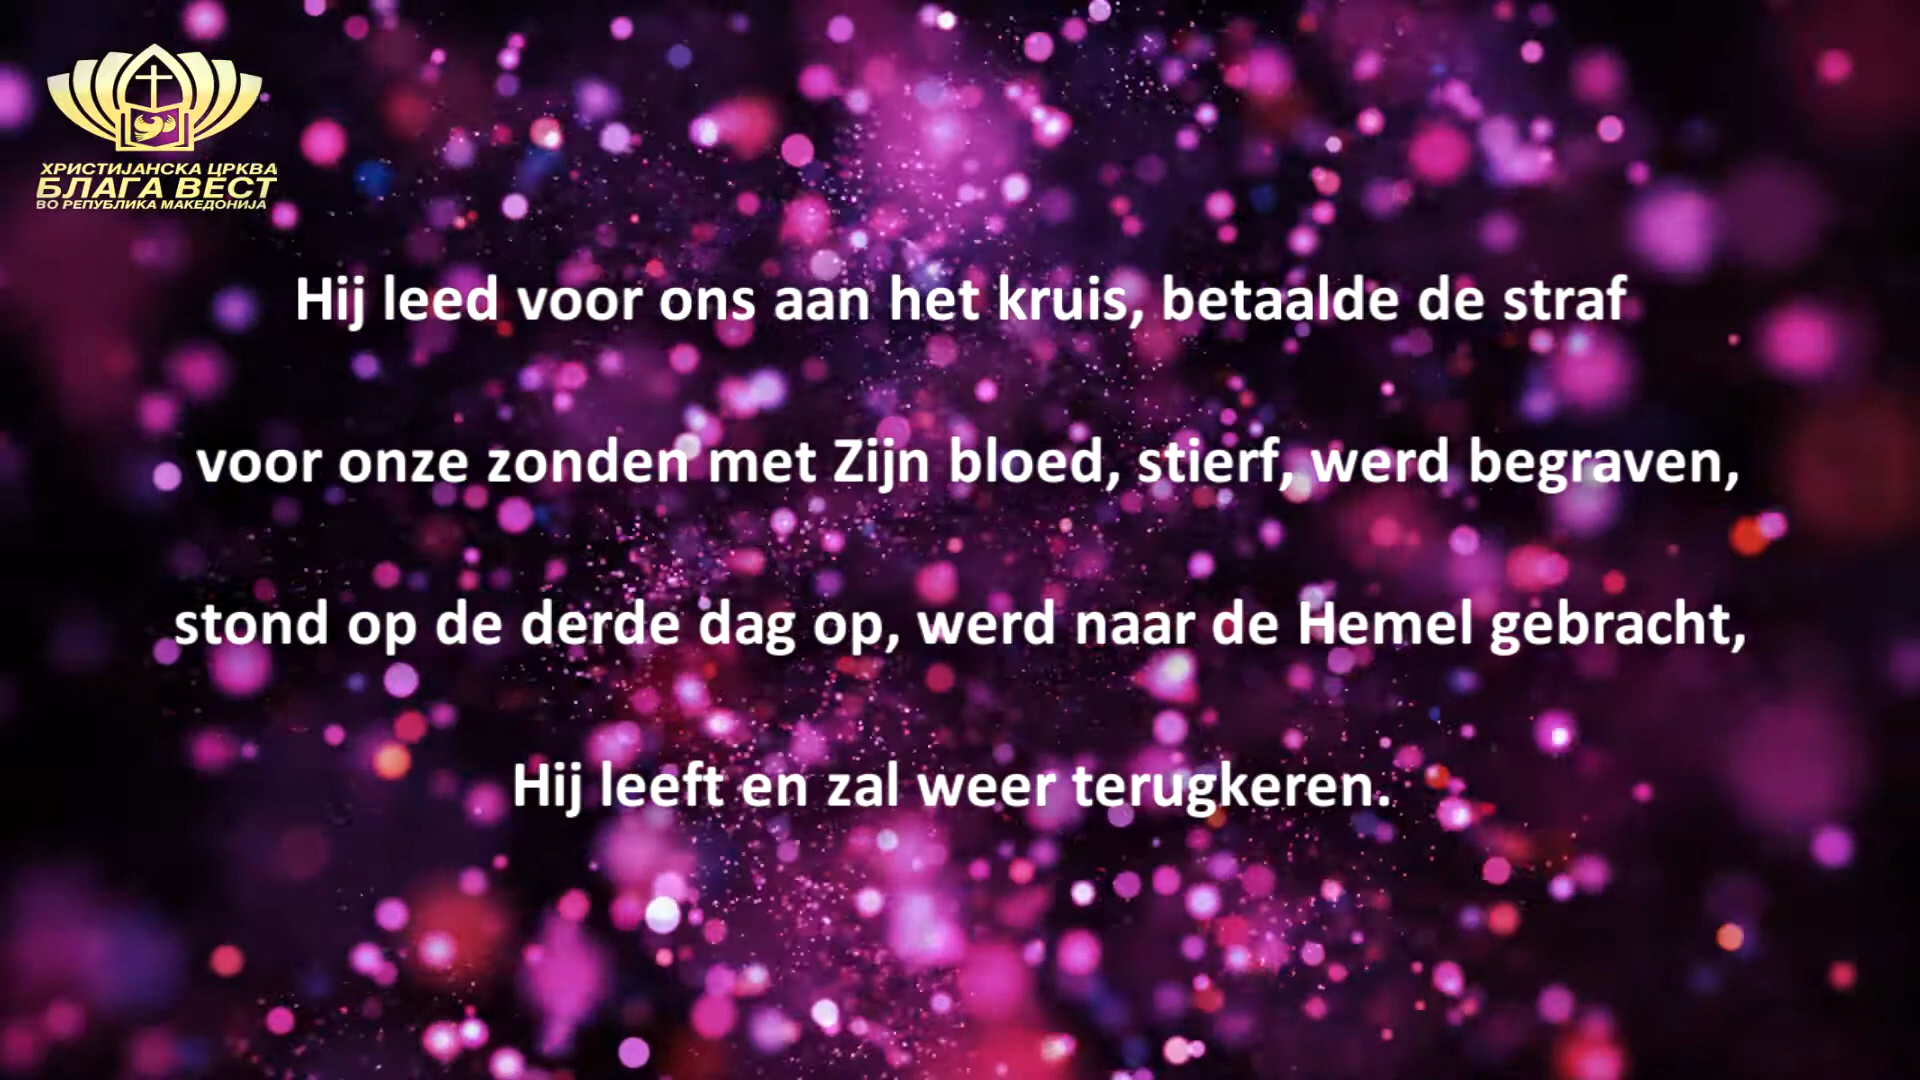 ХРИСТИЈАНСКА ЦРКВА
БЛАГА ВЕСТ
ВО РЕПУБЛИКА МАКЕДОНИЈА
Hij leed voor ons aan het kruis, betaalde de straf
voor onze zonden met Zijn bloed, stierf, werd begraven,
stond op de derde dag op, werd naar de Hemel gebracht,
Hij leeft en zal weer terugkeren.